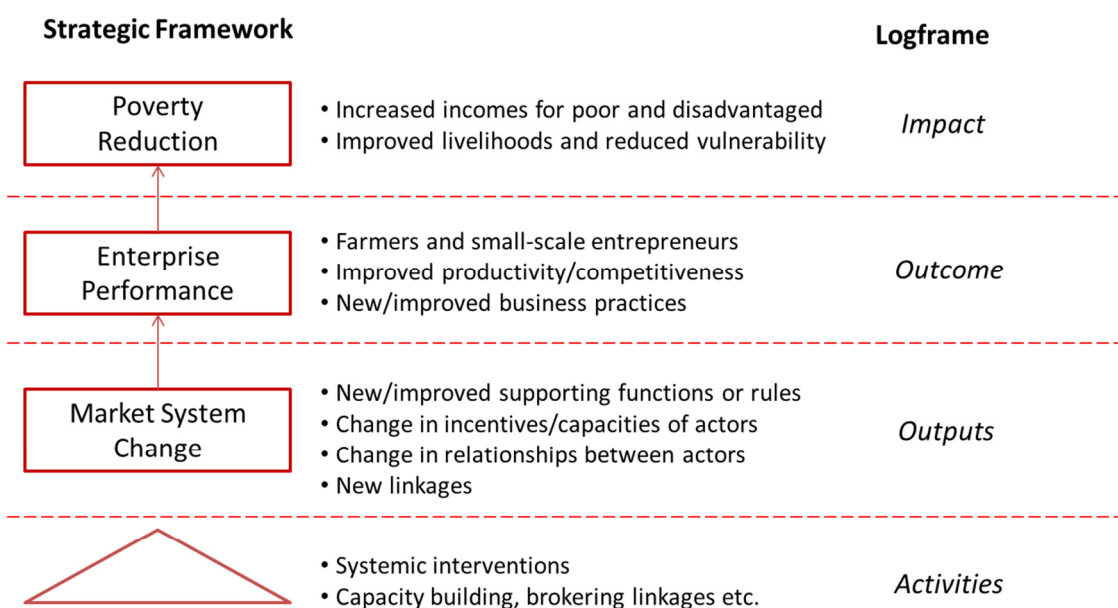 Strategic Framework
Logframe
Poverty
Reduction
• Increased incomes for poor and disadvantaged
• Improved livelihoods and reduced vulnerability
Impact
Enterprise
Performance
• Farmers and small-scale entrepreneurs
• Improved productivity/competitiveness
• New/improved business practices
Outcome
Market System
Change
• New/improved supporting functions or rules
• Change in incentives/capacities of actors
• Change in relationships between actors
• New linkages
Outputs
• Systemic interventions
• Capacity building, brokering linkages etc.
Activities